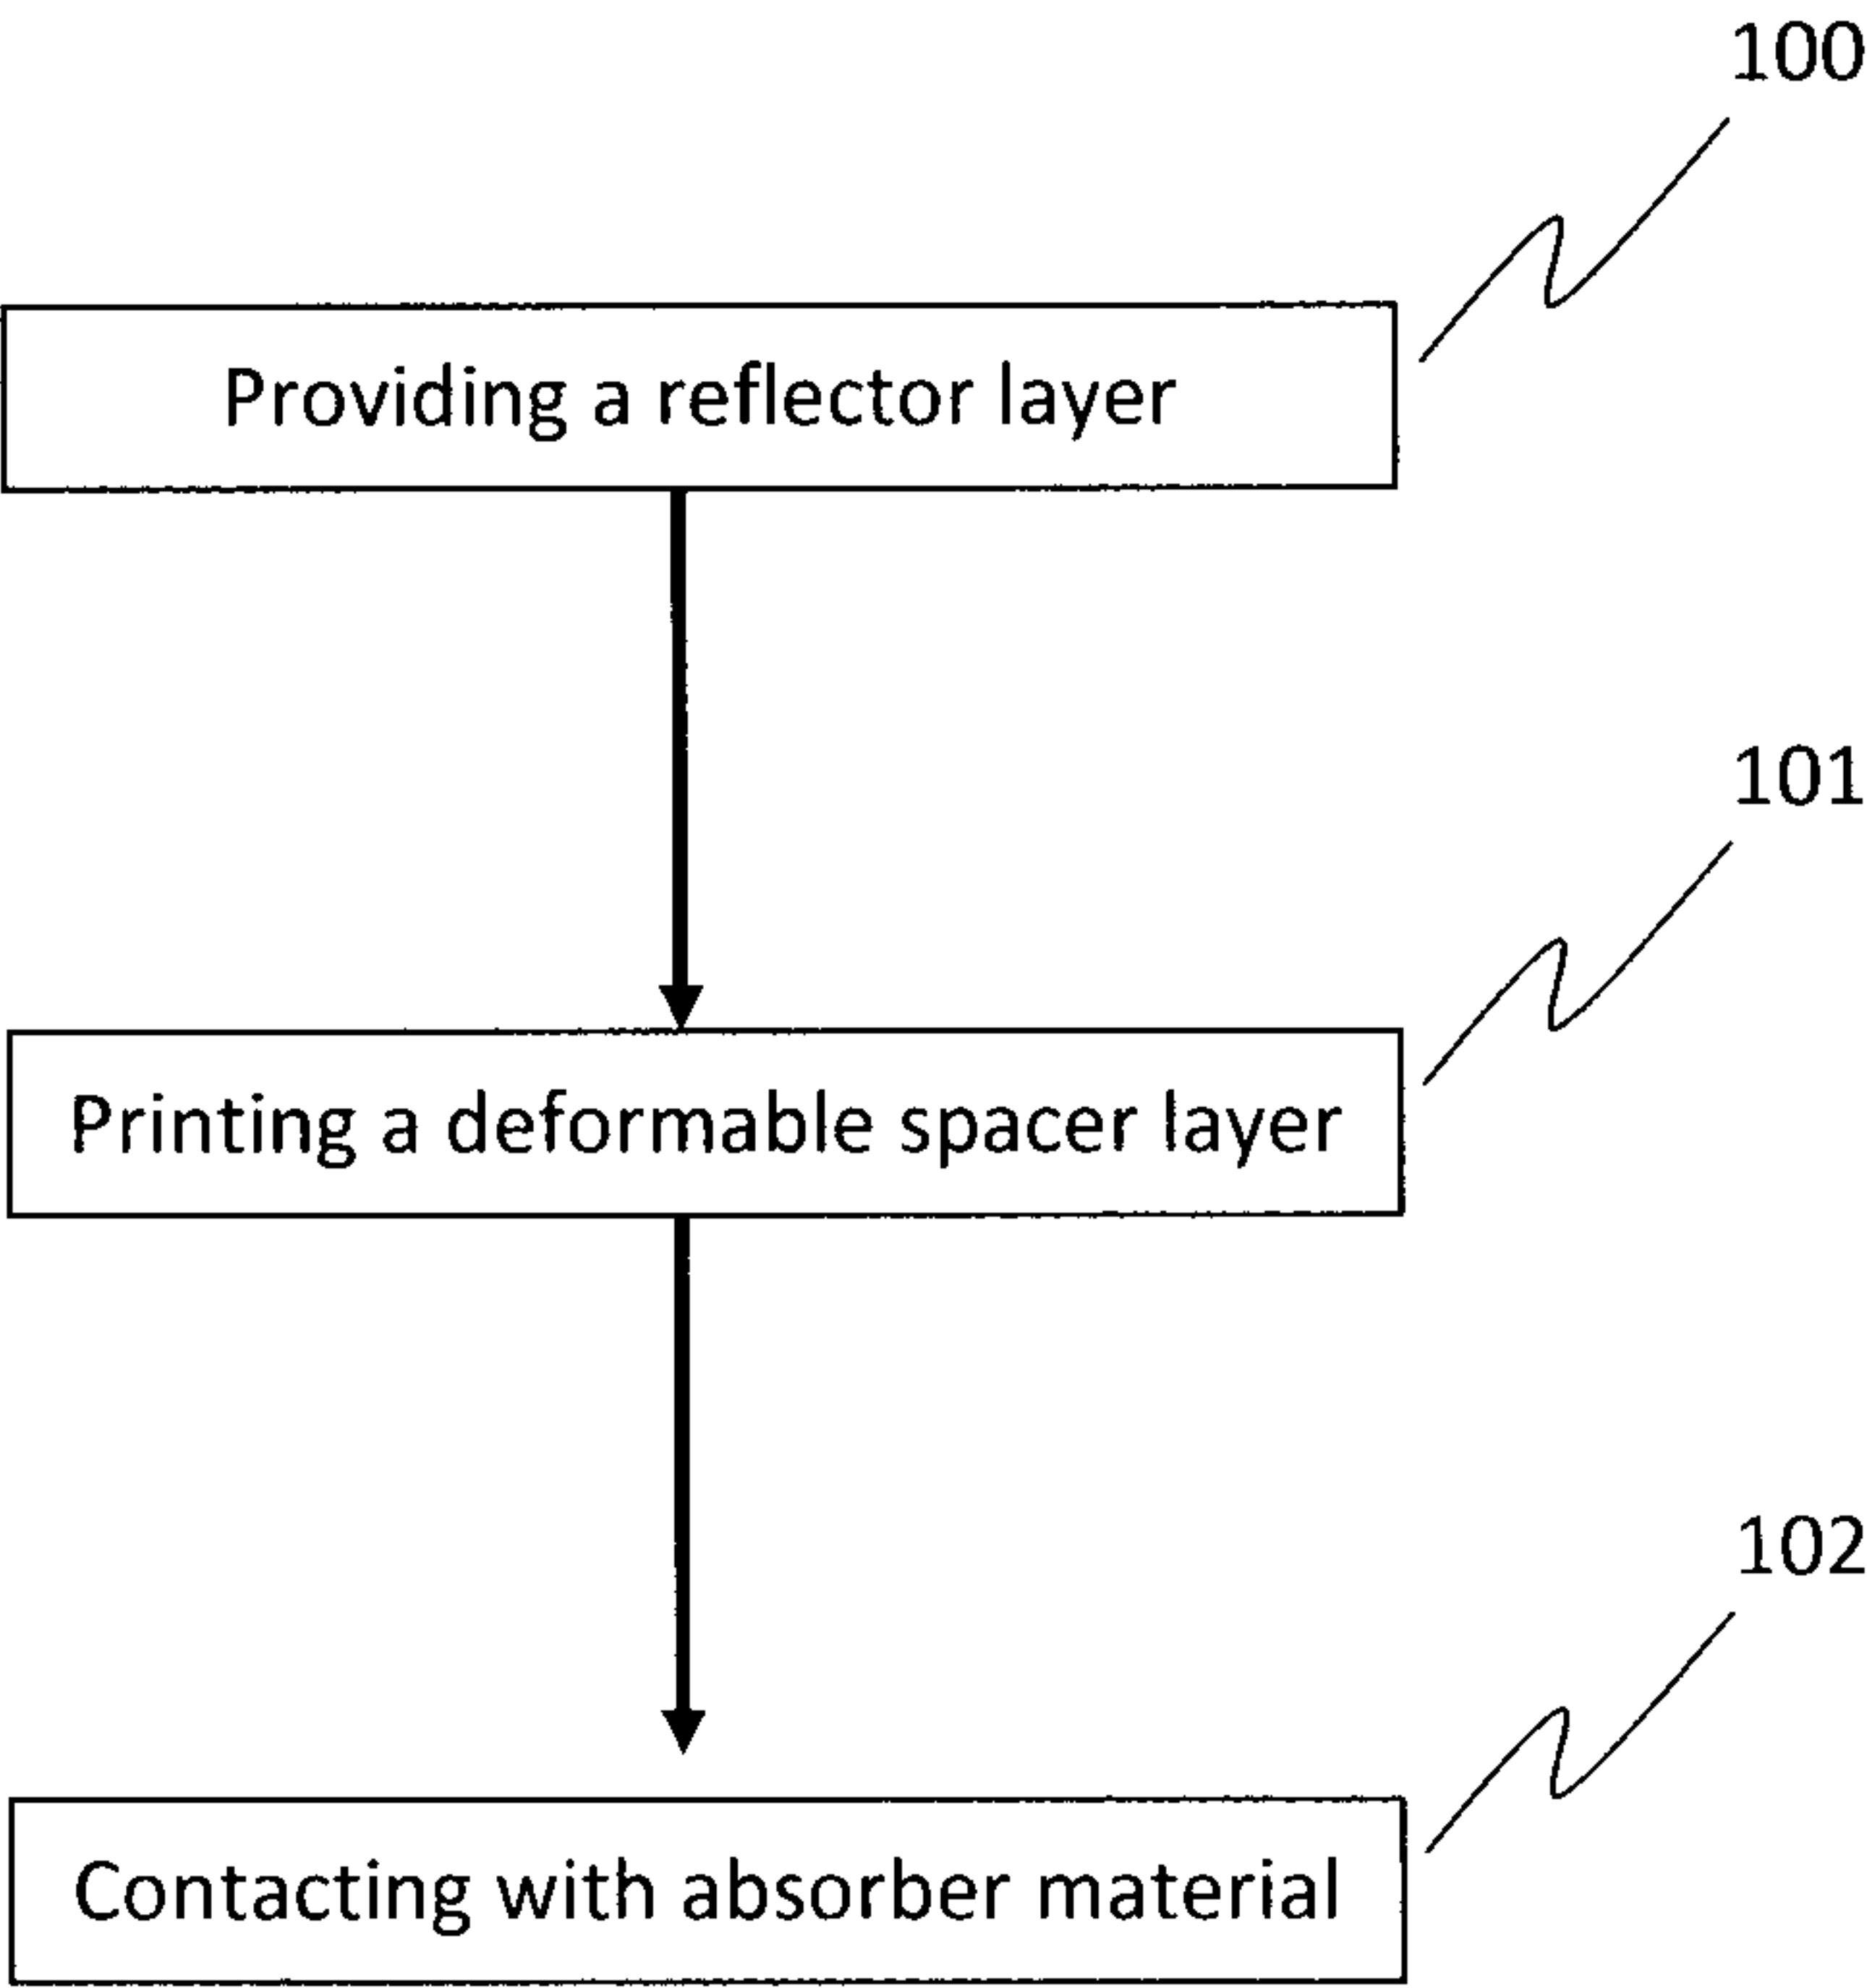 100
Providing a reflector layer
101
Printing a deformable spacer layer
102
Contacting with absorber material